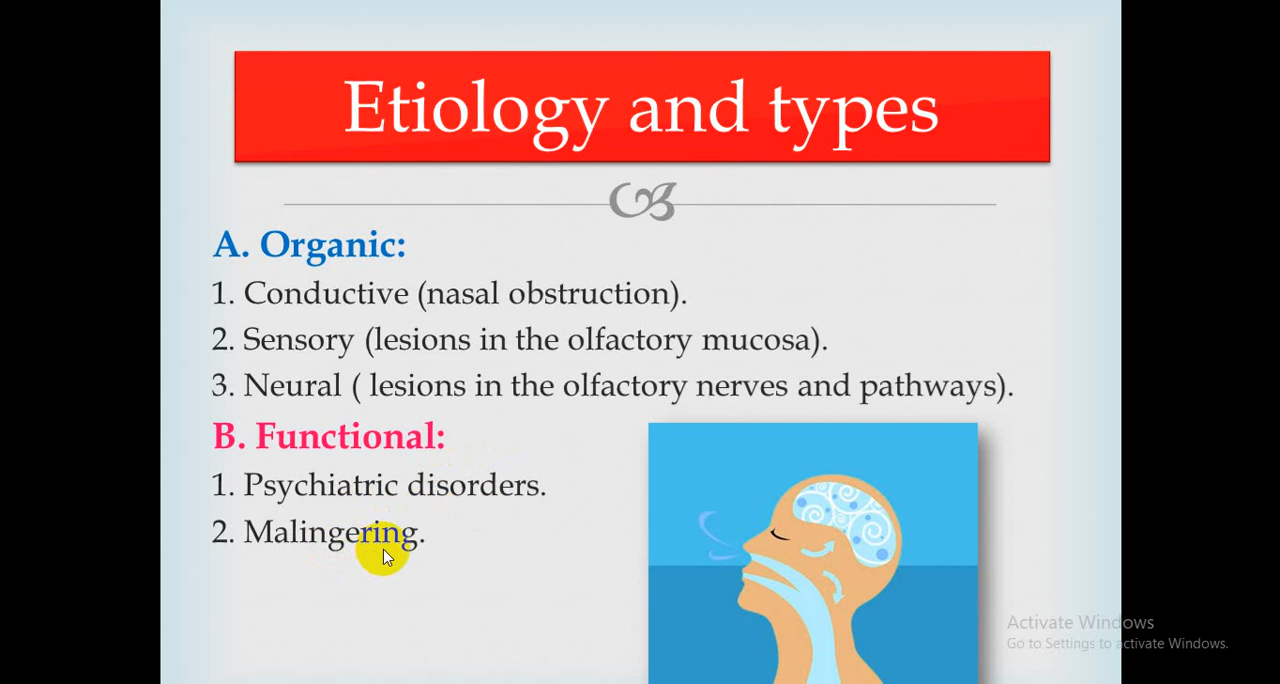 Etiology and types
A. Organic:
1. Conductive (nasal obstruction).
2. Sensory (lesions in the olfactory mucosa).
3. Neural ( lesions in the olfactory nerves and pathways).
B. Functional:
1. Psychiatric disorders.
2. Malingering.
Activate Windows
Go to Settings to activate Windows.